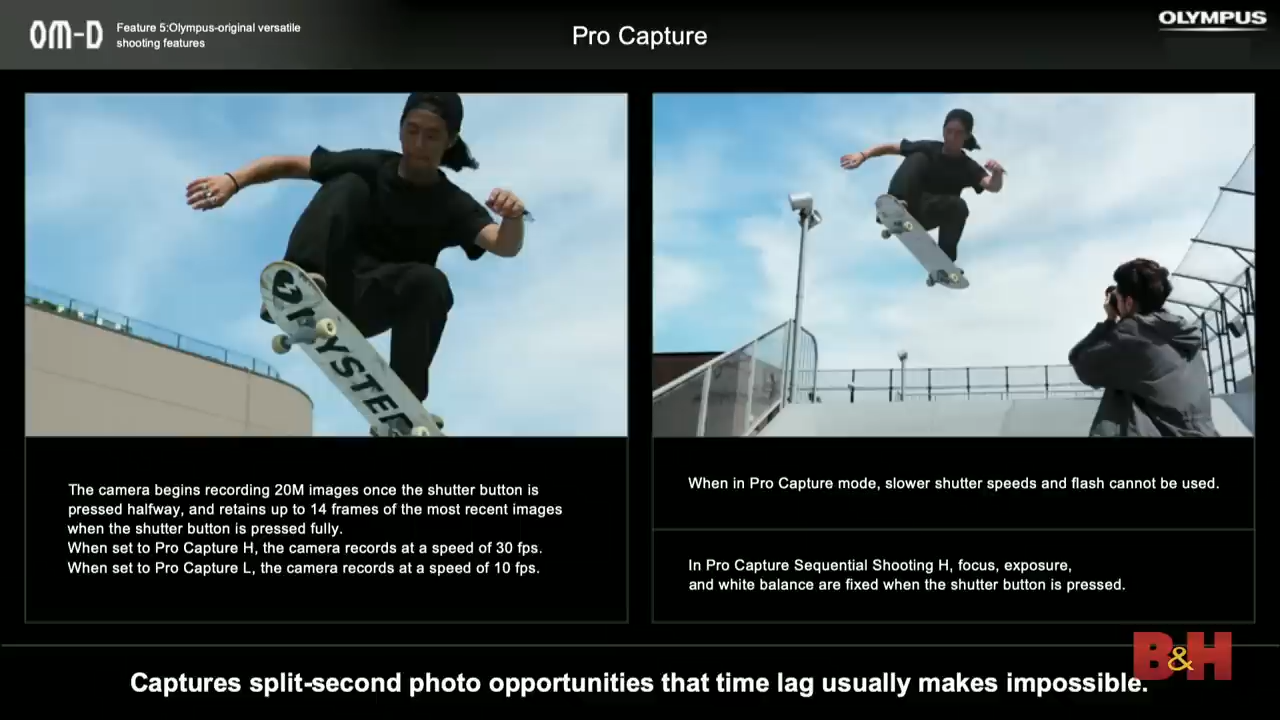 OM-D
Feature 5:Olympus-original versatile
shooting features
Pro Capture
OLYMPUS
MYSTER
The camera begins recording 20M images once the shutter button is
pressed halfway, and retains up to 14 frames of the most recent images
when the shutter button is pressed fully.
When set to Pro Capture H, the camera records at a speed of 30 fps.
When set to Pro Capture L, the camera records at a speed of 10 fps.
When in Pro Capture mode, slower shutter speeds and flash cannot be used.
In Pro Capture Sequential Shooting H, focus, exposure,
and white balance are fixed when the shutter button is pressed.
B&H
Captures split-second photo opportunities that time lag usually makes impossible.